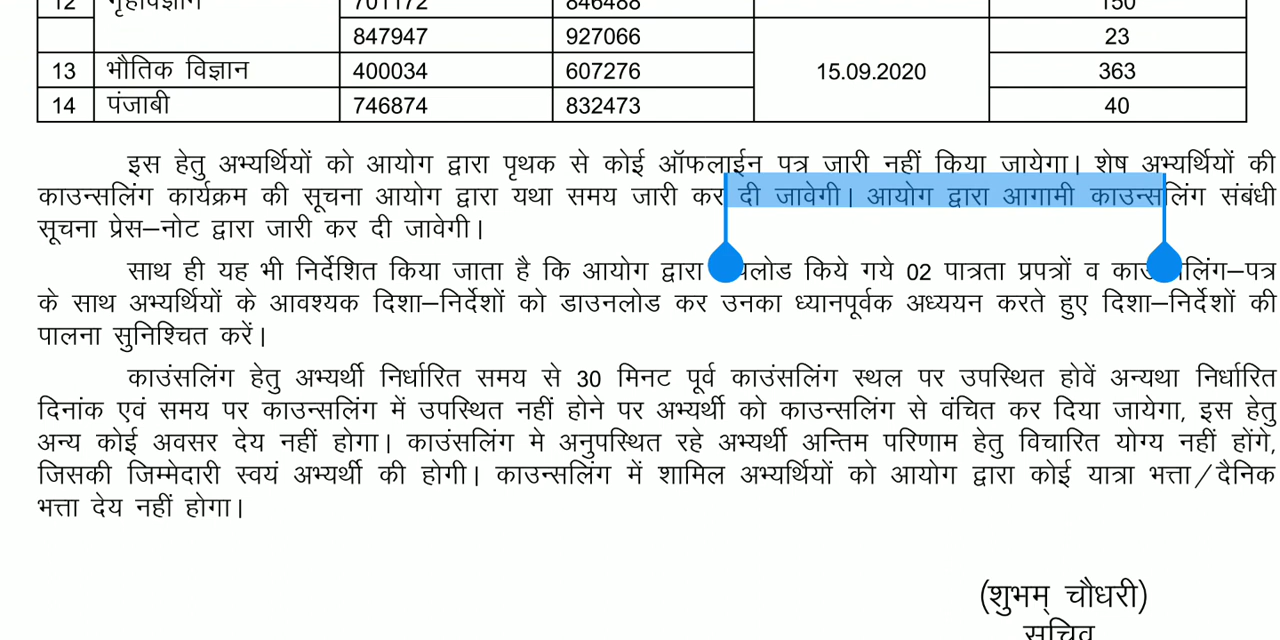 12 गृहविज्ञान 701172 846488 150
847947 927066 23
13 भौतिक विज्ञान 400034 607276 15.09.2020 363
14 पंजाबी 746874 832473 40
इस हेतु अभ्यर्थियों को आयोग द्वारा पृथक से कोई ऑफलाईन पत्र जारी नहीं किया जायेगा। शेष अभ्यर्थियों की
काउन्सलिंग कार्यक्रम की सूचना आयोग द्वारा यथा समय जारी कर दी जावेगी। आयोग द्वारा आगामी काउन्सलिंग संबंधी
सूचना प्रेस–नोट द्वारा जारी कर दी जावेगी।
साथ ही यह भी निर्देशित किया जाता है कि आयोग द्वारा किये गये 02 पात्रता प्रपत्रों व
के साथ अभ्यर्थियों के आवश्यक दिशा–निर्देशों को डाउनलोड कर उनका ध्यानपूर्वक अध्ययन करते हुए दिशा–निर्देशों की
पालना सुनिश्चित करें।
काउंसलिंग हेतु अभ्यर्थी निर्धारित समय से 30 मिनट पूर्व काउंसलिंग स्थल पर उपस्थित होवें अन्यथा निर्धारित
दिनांक एवं समय पर काउन्सलिंग में उपस्थित नहीं होने पर अभ्यर्थी को काउन्सलिंग से वंचित कर दिया जायेगा, इस हेतु
अन्य कोई अवसर देय नहीं होगा। काउंसलिंग मे अनुपस्थित रहे अभ्यर्थी अन्तिम परिणाम हेतु विचारित योग्य नहीं होंगे,
जिसकी जिम्मेदारी स्वयं अभ्यर्थी की होगी। काउन्सलिंग में शामिल अभ्यर्थियों को आयोग द्वारा कोई यात्रा भत्ता/दैनिक
भत्ता देय नहीं होगा।
(शुभम् चौधरी)
सचिव